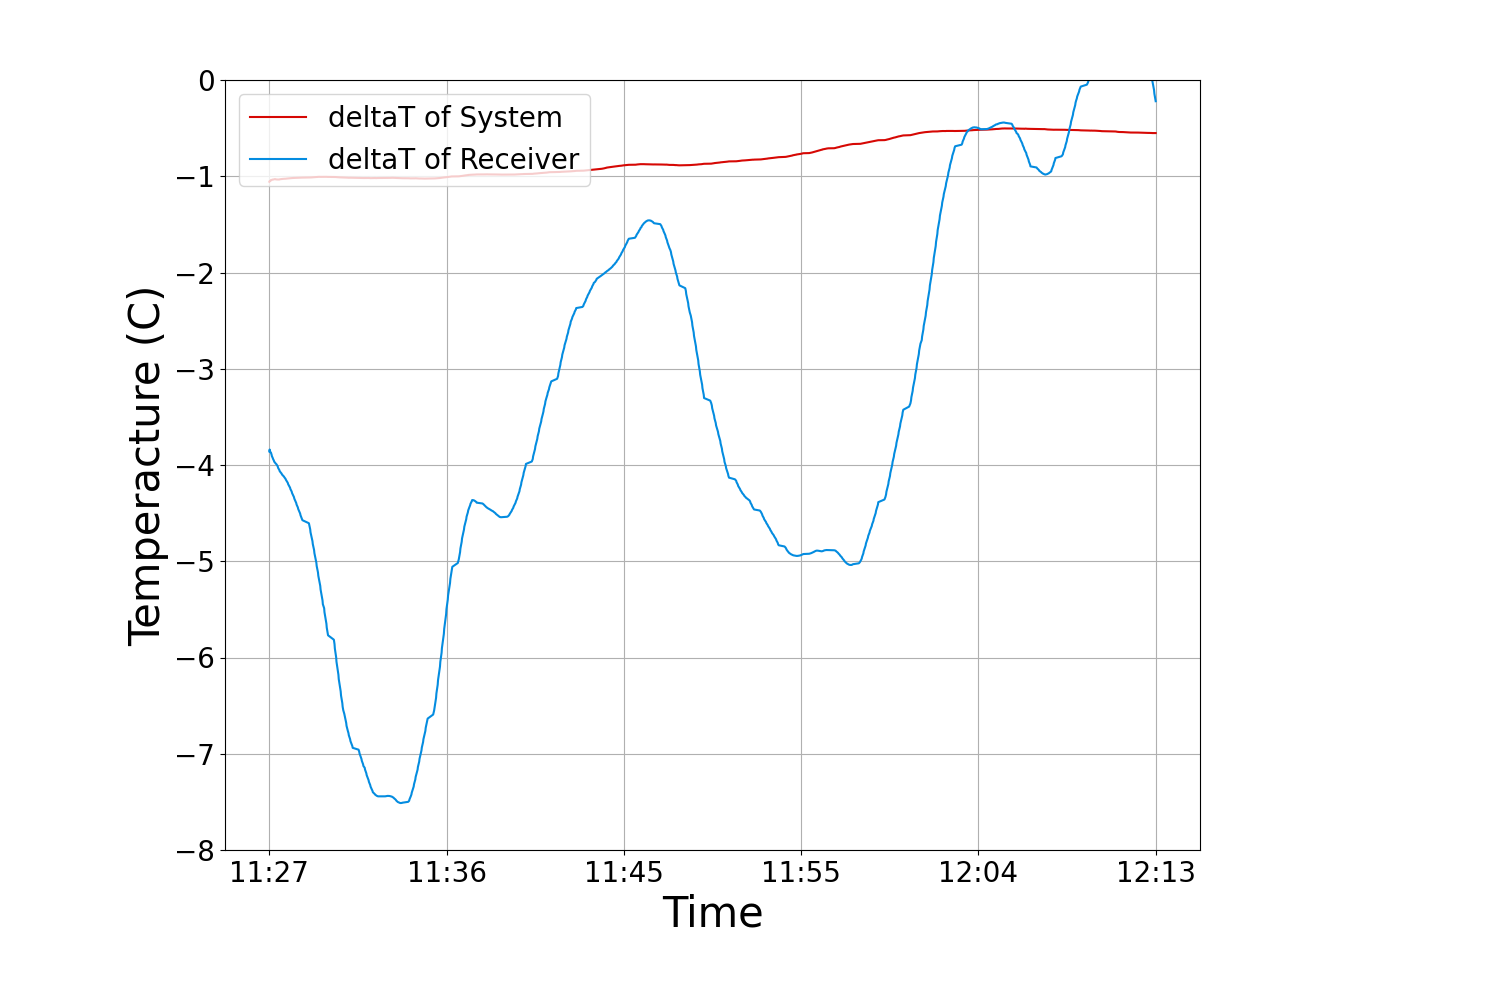 0
−1
−2
−3
−4
−5
−6
−7
−8
Temperacture (C)
deltaT of System
deltaT of Receiver
11:27 11:36 11:45 11:55 12:04 12:13
Time